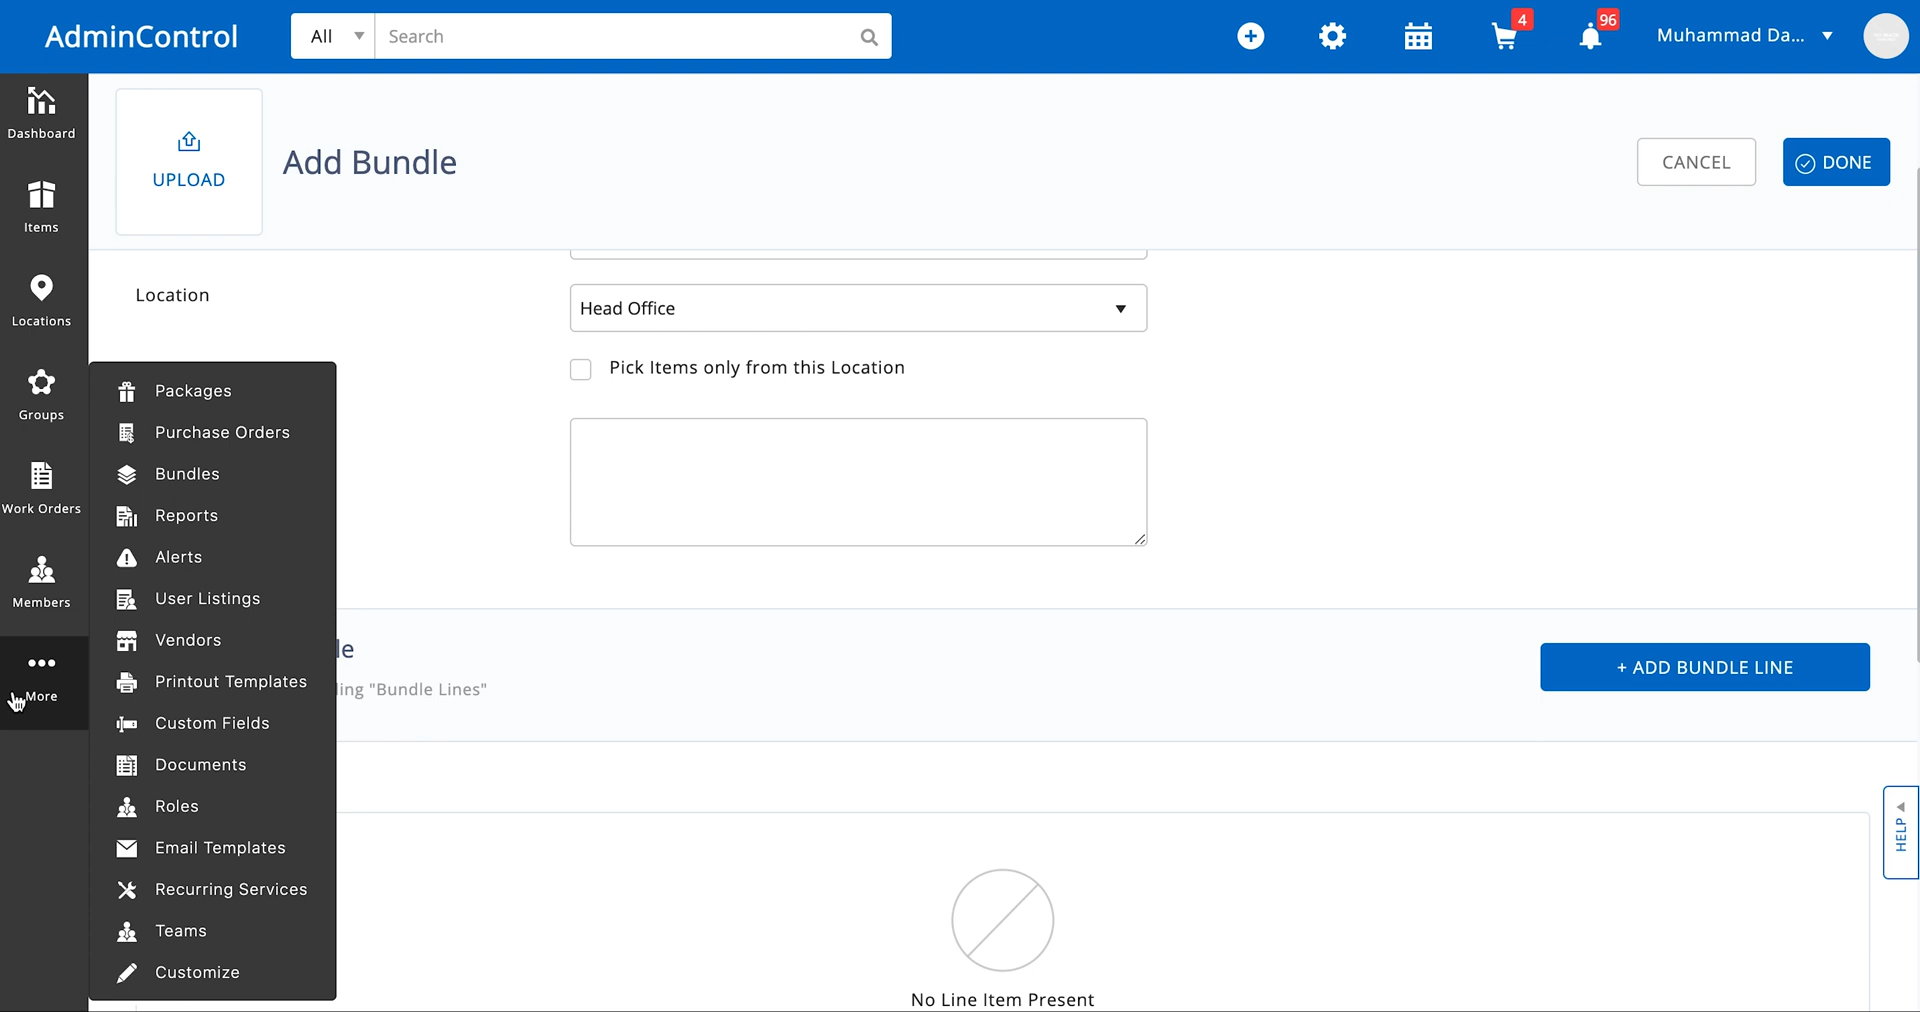 AdminControl
All
Search
4
96
Muhammad Da...
Dashboard
Items
Locations
Groups
Work Orders
Members
More
UPLOAD
Add Bundle
CANCEL
DONE
Location
Head Office
Pick Items only from this Location
Packages
Purchase Orders
Bundles
Reports
Alerts
User Listings
Vendors
Printout Templates
Custom Fields
Documents
Roles
Email Templates
Recurring Services
Teams
Customize
le
ling "Bundle Lines"
+ ADD BUNDLE LINE
HELP
No Line Item Present